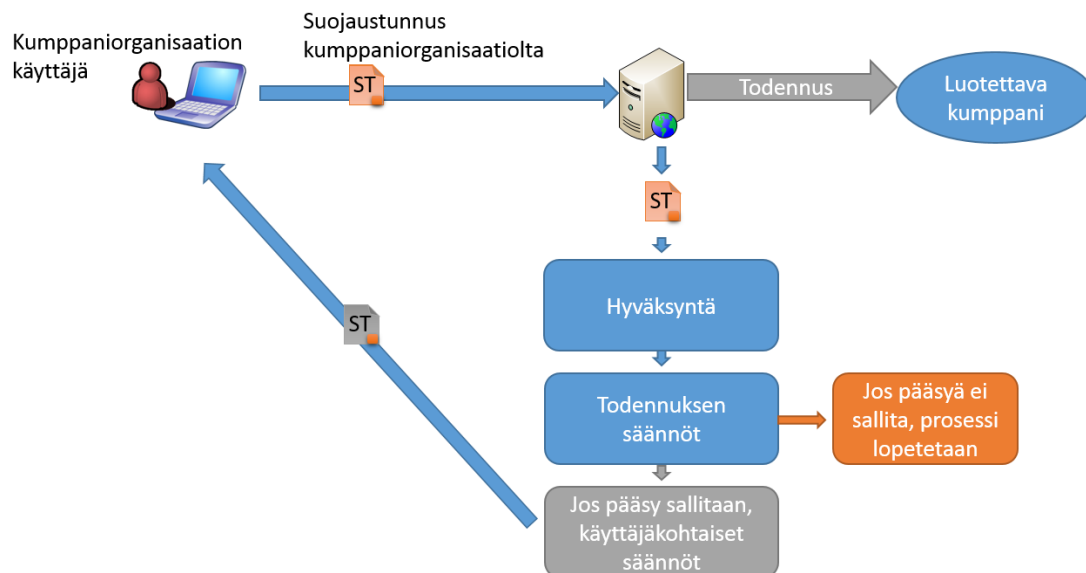 Kumppaniorganisaation
käyttäjä
Suojaustunnus
kumppaniorganisaatiolta
ST
Todennus
Luotettava
kumppani
ST
Hyväksyntä
ST
Todennuksen
säännöt
Jos pääsyä ei
sallita, prosessi
lopetetaan
Jos pääsy sallitaan,
käyttäjäkohtaiset
säännöt